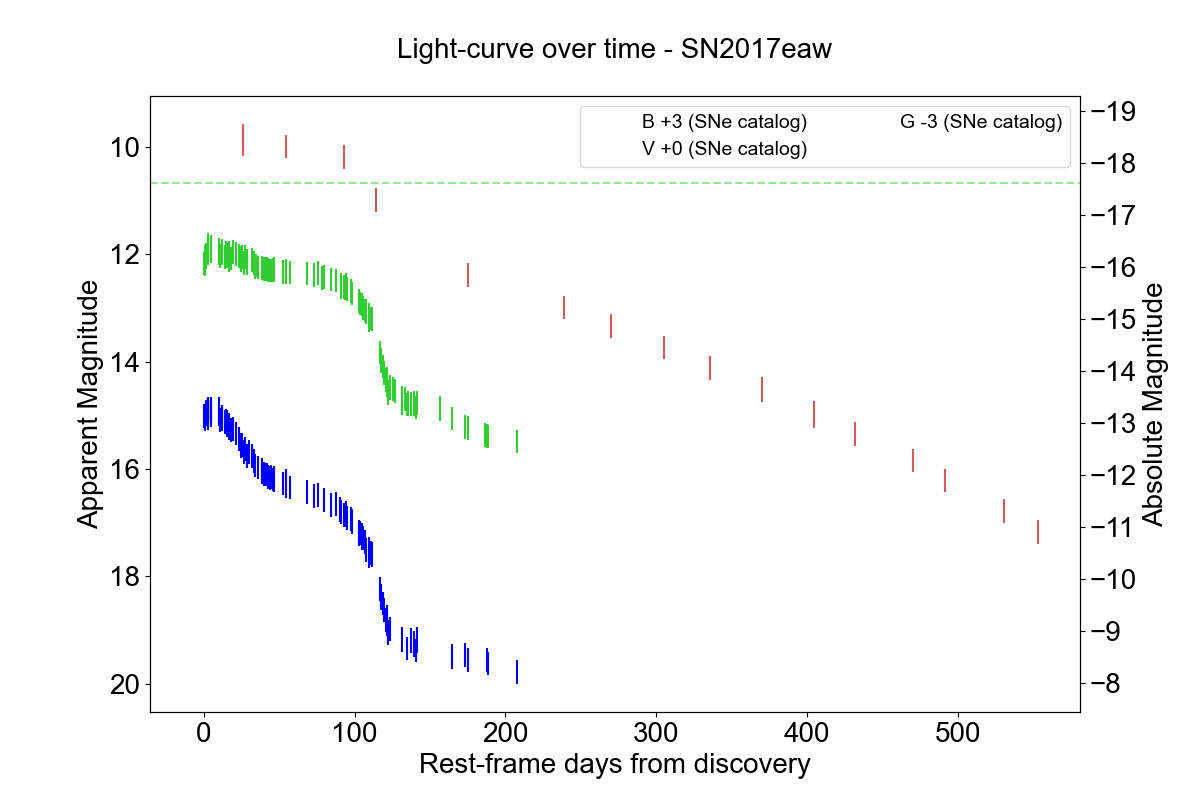 Light-curve over time - SN2017eaw
B +3 (SNe catalog)
V +0 (SNe catalog)
G -3 (SNe catalog)
Apparent Magnitude
10
12
14
16
18
20
−19
−18
−17
−16
−15
−14
−13
−12
−11
−10
−9
−8
Absolute Magnitude
0 100 200 300 400 500
Rest-frame days from discovery